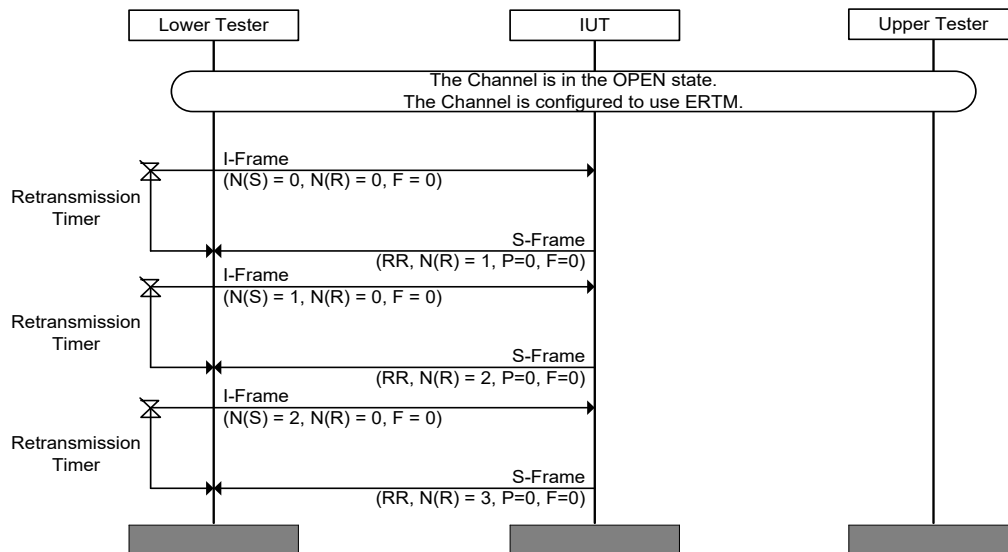 Lower Tester
IUT
Upper Tester
The Channel is in the OPEN state.
The Channel is configured to use ERTM.
I-Frame
(N(S) = 0, N(R) = 0, F = 0)
Retransmission
Timer
S-Frame
(RR, N(R) = 1, P=0, F=0)
I-Frame
(N(S) = 1, N(R) = 0, F = 0)
Retransmission
Timer
S-Frame
(RR, N(R) = 2, P=0, F=0)
I-Frame
(N(S) = 2, N(R) = 0, F = 0)
Retransmission
Timer
S-Frame
(RR, N(R) = 3, P=0, F=0)